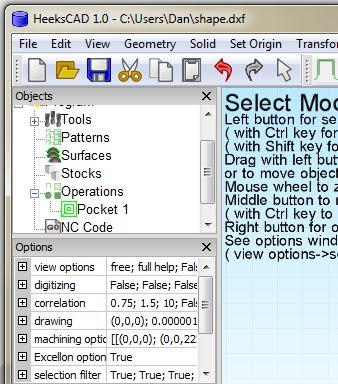 HeeksCAD 1.0 - C:\Users\Dan\shape.dxf
File Edit View Geometry Solid Set Origin Transfo
Objects
Program
Tools
Patterns
Surfaces
Stocks
Operations
Pocket 1
NC Code
Options
view options free; full help; Fal
digitizing False; False; False
correlation 0.75; 1.5; 10; Fal
drawing (0,0,0); 0.000001
machining option [[(0,0,0); (0,0,22
Excellon option True
selection filter True; True; True;
Select Mo
Left button for se
( with Ctrl key for
( with Shift key fo
Drag with left but
or to move object
Mouse wheel to z
Middle button to
( with Ctrl key to
Right button for o
See options wind
( view options->s